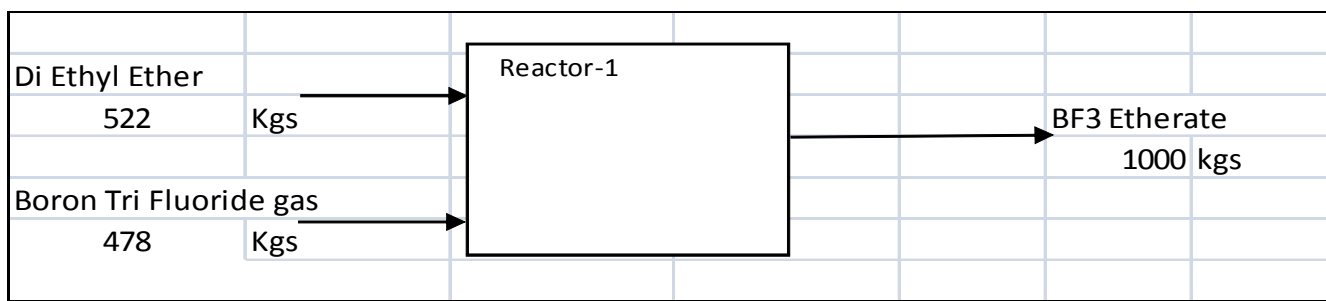 Reactor-1
Di Ethyl Ether
522 Kgs
BF3 Etherate
1000 kgs
Boron Tri Fluoride gas
478 Kgs